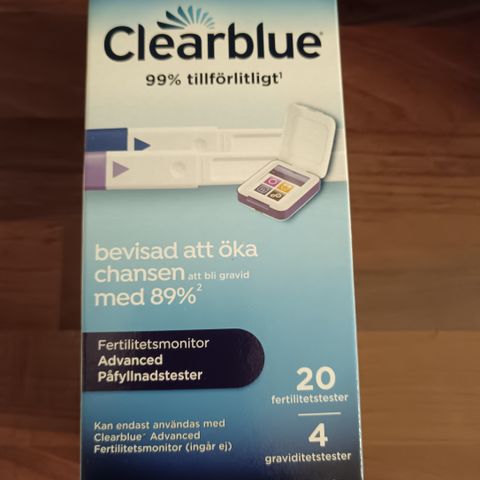 Clearblue®
99% tillförlitligt¹
bevisad att öka
chansen att bli gravid
med 89%²
Fertilitetsmonitor
Advanced
Påfyllnadstester
20
fertilitetstester
4
graviditetstester
Kan endast användas med
Clearblue® Advanced
Fertilitetsmonitor (ingår ej)